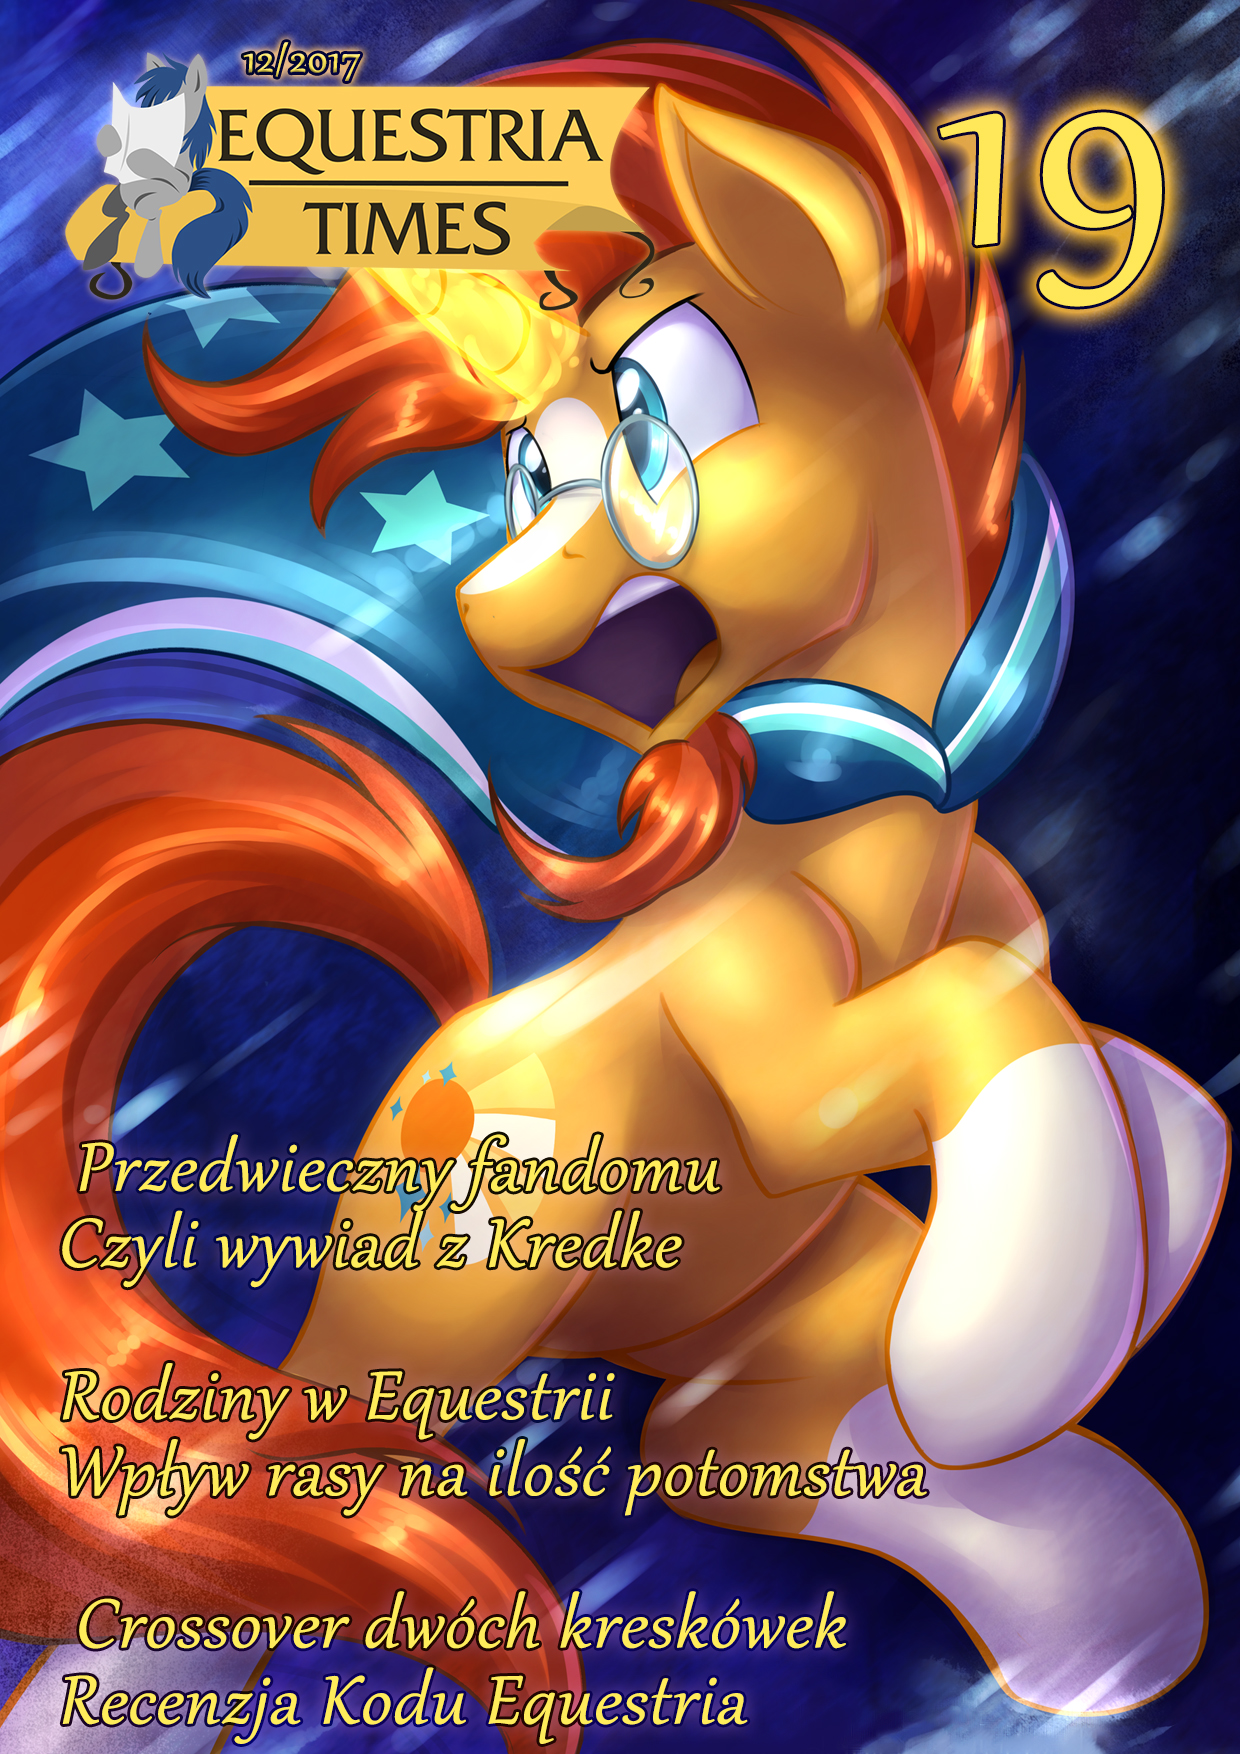 12/2017
EQUESTRIA
TIMES
19
Przedwieczny fandomu
Czyli wywiad z Kredke
Rodziny w Equestrii
Wpływ rasy na ilość potomstwa
Crossover dwóch kreskówek
Recenzja Kodu Equestria